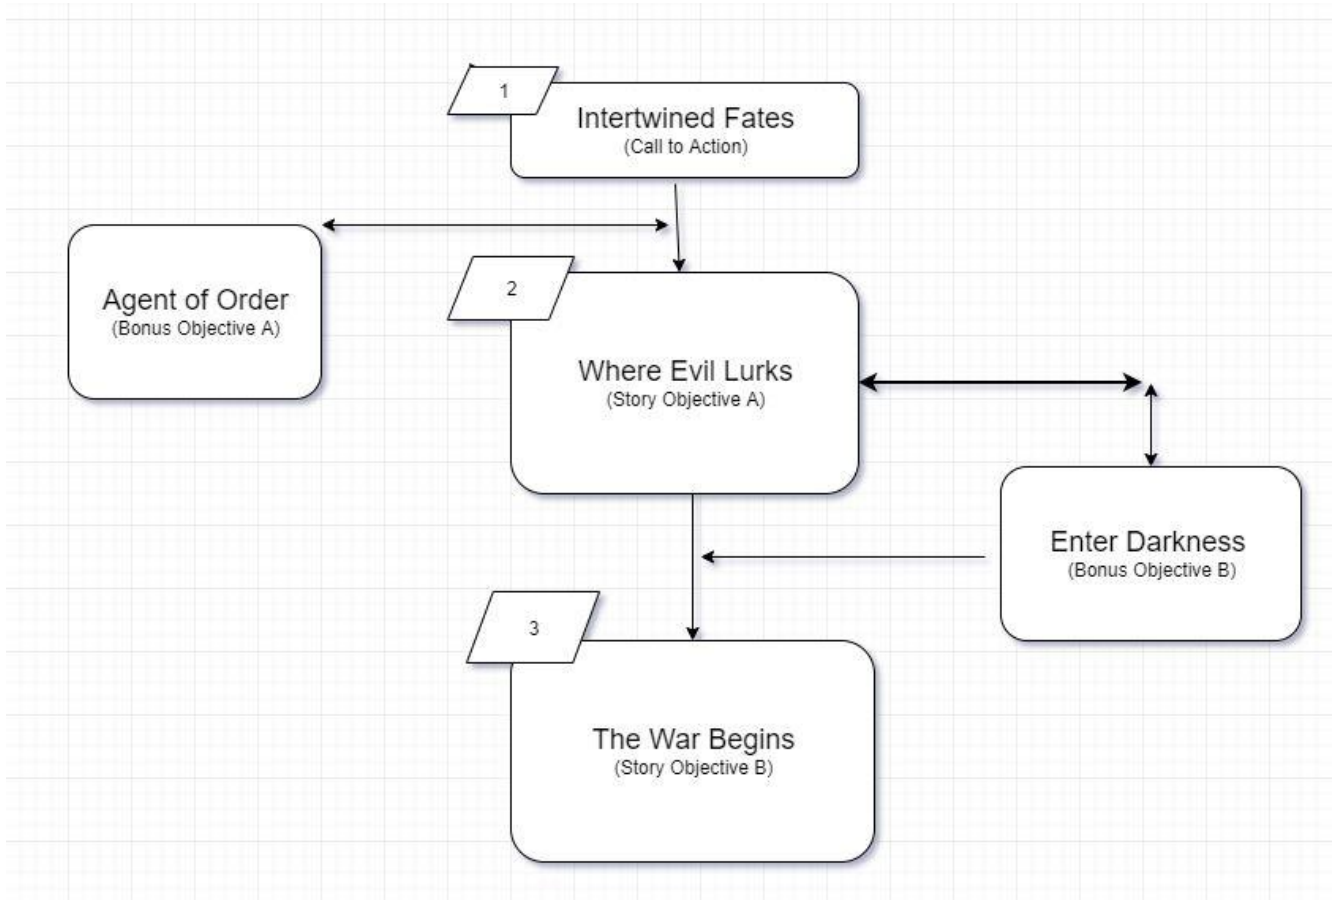 1
Intertwined Fates
(Call to Action)
Agent of Order
(Bonus Objective A)
2
Where Evil Lurks
(Story Objective A)
Enter Darkness
(Bonus Objective B)
3
The War Begins
(Story Objective B)